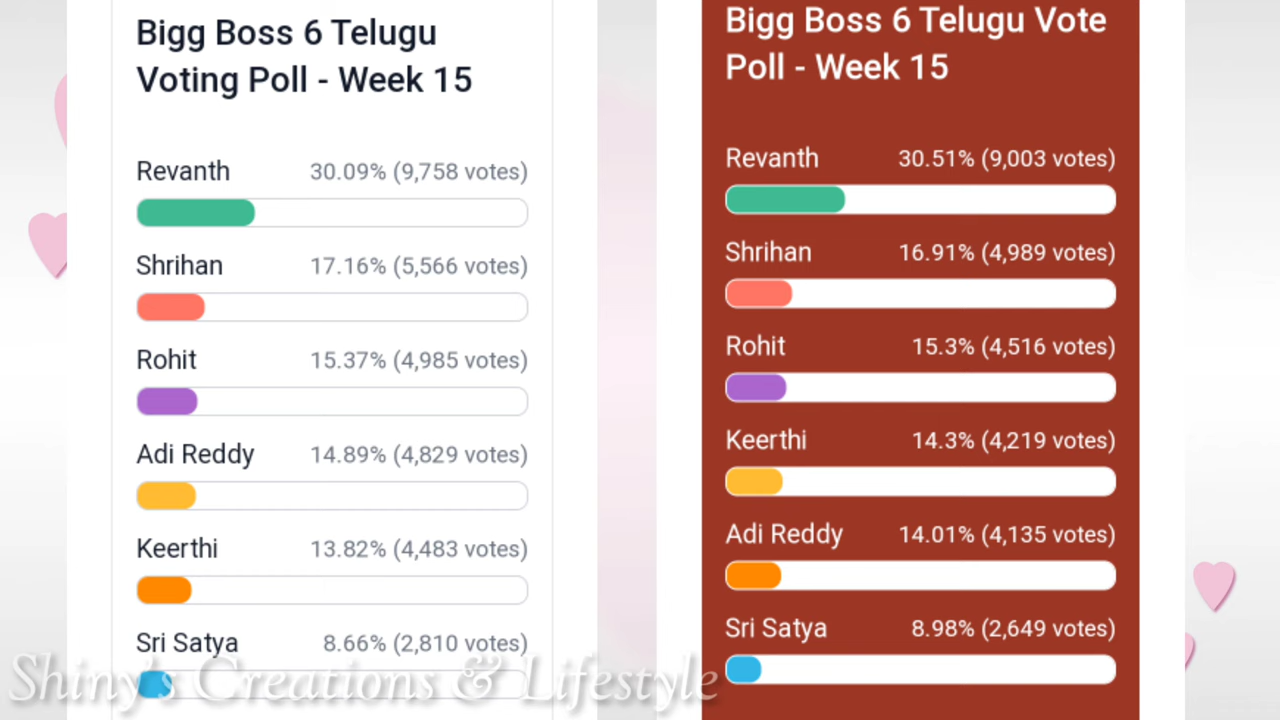 Bigg Boss 6 Telugu
Voting Poll - Week 15
Revanth 30.09% (9,758 votes)
Shrihan 17.16% (5,566 votes)
Rohit 15.37% (4,985 votes)
Adi Reddy 14.89% (4,829 votes)
Keerthi 13.82% (4,483 votes)
Sri Satya 8.66% (2,810 votes)
Bigg Boss 6 Telugu Vote
Poll - Week 15
Revanth 30.51% (9,003 votes)
Shrihan 16.91% (4,989 votes)
Rohit 15.3% (4,516 votes)
Keerthi 14.3% (4,219 votes)
Adi Reddy 14.01% (4,135 votes)
Sri Satya 8.98% (2,649 votes)
Shiny's Creations & Lifestyle